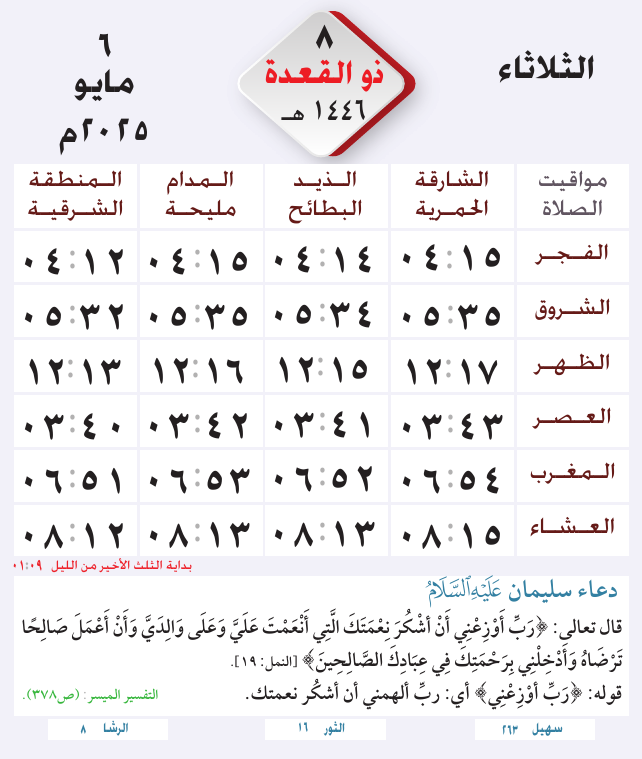 الثلاثاء
٨
ذو القعدة
١٤٤٦ هـ
٦
مايو
٢٠٢٥م
مواقيت الصلاة | الشارقة الحمرية | الذيد البطائح | المدام مليحة | المنطقة الشرقية
الفجر ٠٤:١٥ ٠٤:١٤ ٠٤:١٥ ٠٤:١٢
الشروق ٠٥:٣٥ ٠٥:٣٤ ٠٥:٣٥ ٠٥:٣٢
الظهر ١٢:١٧ ١٢:١٥ ١٢:١٦ ١٢:١٣
العصر ٠٣:٤٣ ٠٣:٤١ ٠٣:٤٢ ٠٣:٤٠
المغرب ٠٦:٥٤ ٠٦:٥٢ ٠٦:٥٣ ٠٦:٥١
العشاء ٠٨:١٥ ٠٨:١٣ ٠٨:١٣ ٠٨:١٢
بداية الثلث الأخير من الليل ٠١:٠٩
دعاء سليمان عَلَيْهِ السَّلَامُ
قال تعالى: ﴿رَبِّ أَوْزِعْنِي أَنْ أَشْكُرَ نِعْمَتَكَ الَّتِي أَنْعَمْتَ عَلَيَّ وَعَلَى وَالِدَيَّ وَأَنْ أَعْمَلَ صَالِحًا
تَرْضَاهُ وَأَدْخِلْنِي بِرَحْمَتِكَ فِي عِبَادِكَ الصَّالِحِينَ﴾ [النمل: ١٩].
قوله: ﴿رَبِّ أَوْزِعْنِي﴾ أي: ربِّ ألهمني أن أشكُر نعمتك. التفسير الميسر: (ص٣٧٨).
سهيل ٢٦٣ الثور ١٦ الرشا ٨